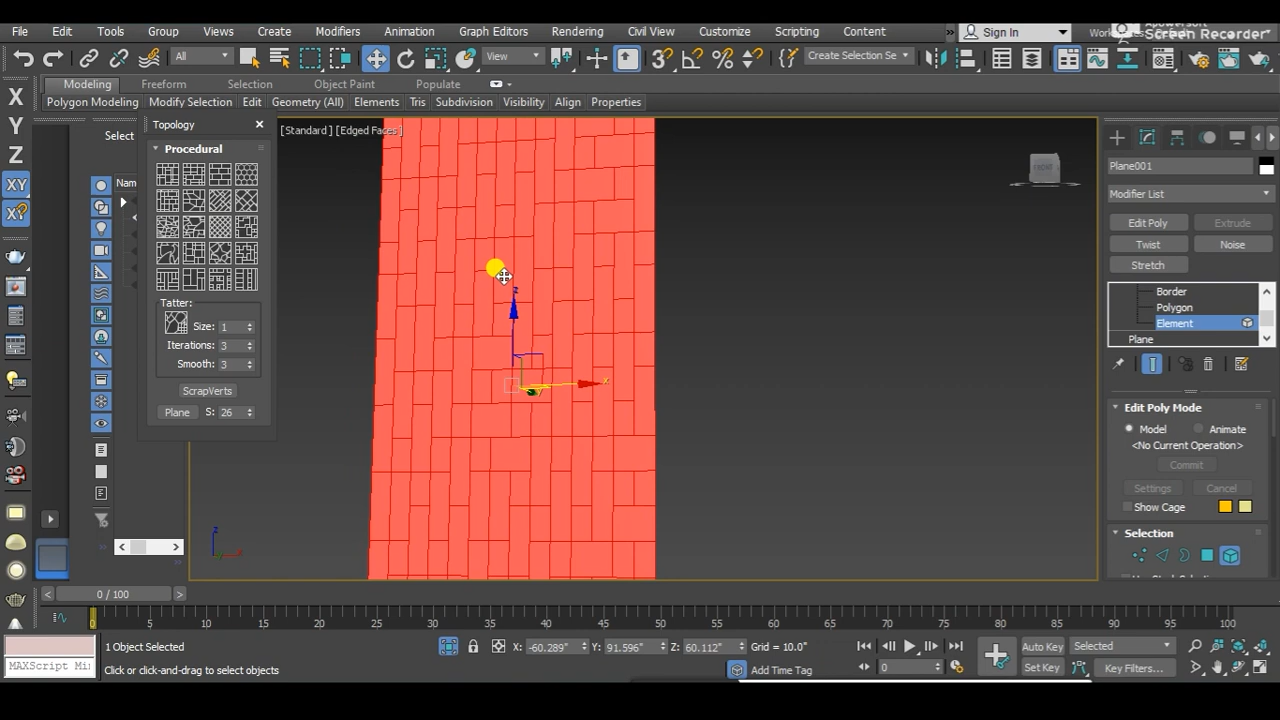 Apowersoft
Screen Recorder
File Edit Tools Group Views Create Modifiers Animation Graph Editors Rendering Civil View Customize Scripting Content » Sign In
All View Create Selection Se
Modeling Freeform Selection Object Paint Populate
Polygon Modeling Modify Selection Edit Geometry (All) Elements Tris Subdivision Visibility Align Properties
X
Y
Z
XY
XY
Select
Nam
Topology
Procedural
Tatter:
Size: 1
Iterations: 3
Smooth: 3
ScrapVerts
Plane S: 26
[Standard ] [Edged Faces ]
FRONT
z
x
z
Plane001
Modifier List
Edit Poly Extrude
Twist Noise
Stretch
Border
Polygon
Element
Plane
Edit Poly Mode
Model Animate
<No Current Operation>
Commit
Settings Cancel
Show Cage
Selection
< 0 / 100 >
0 5 10 15 20 25 30 35 40 45 50 55 60 65 70 75 80 85 90 95 100
1 Object Selected X: -60.289" Y: 91.596" Z: 60.112" Grid = 10.0" Auto Key Selected
MAXScript Mi Click or click-and-drag to select objects Add Time Tag 0 Set Key Key Filters...